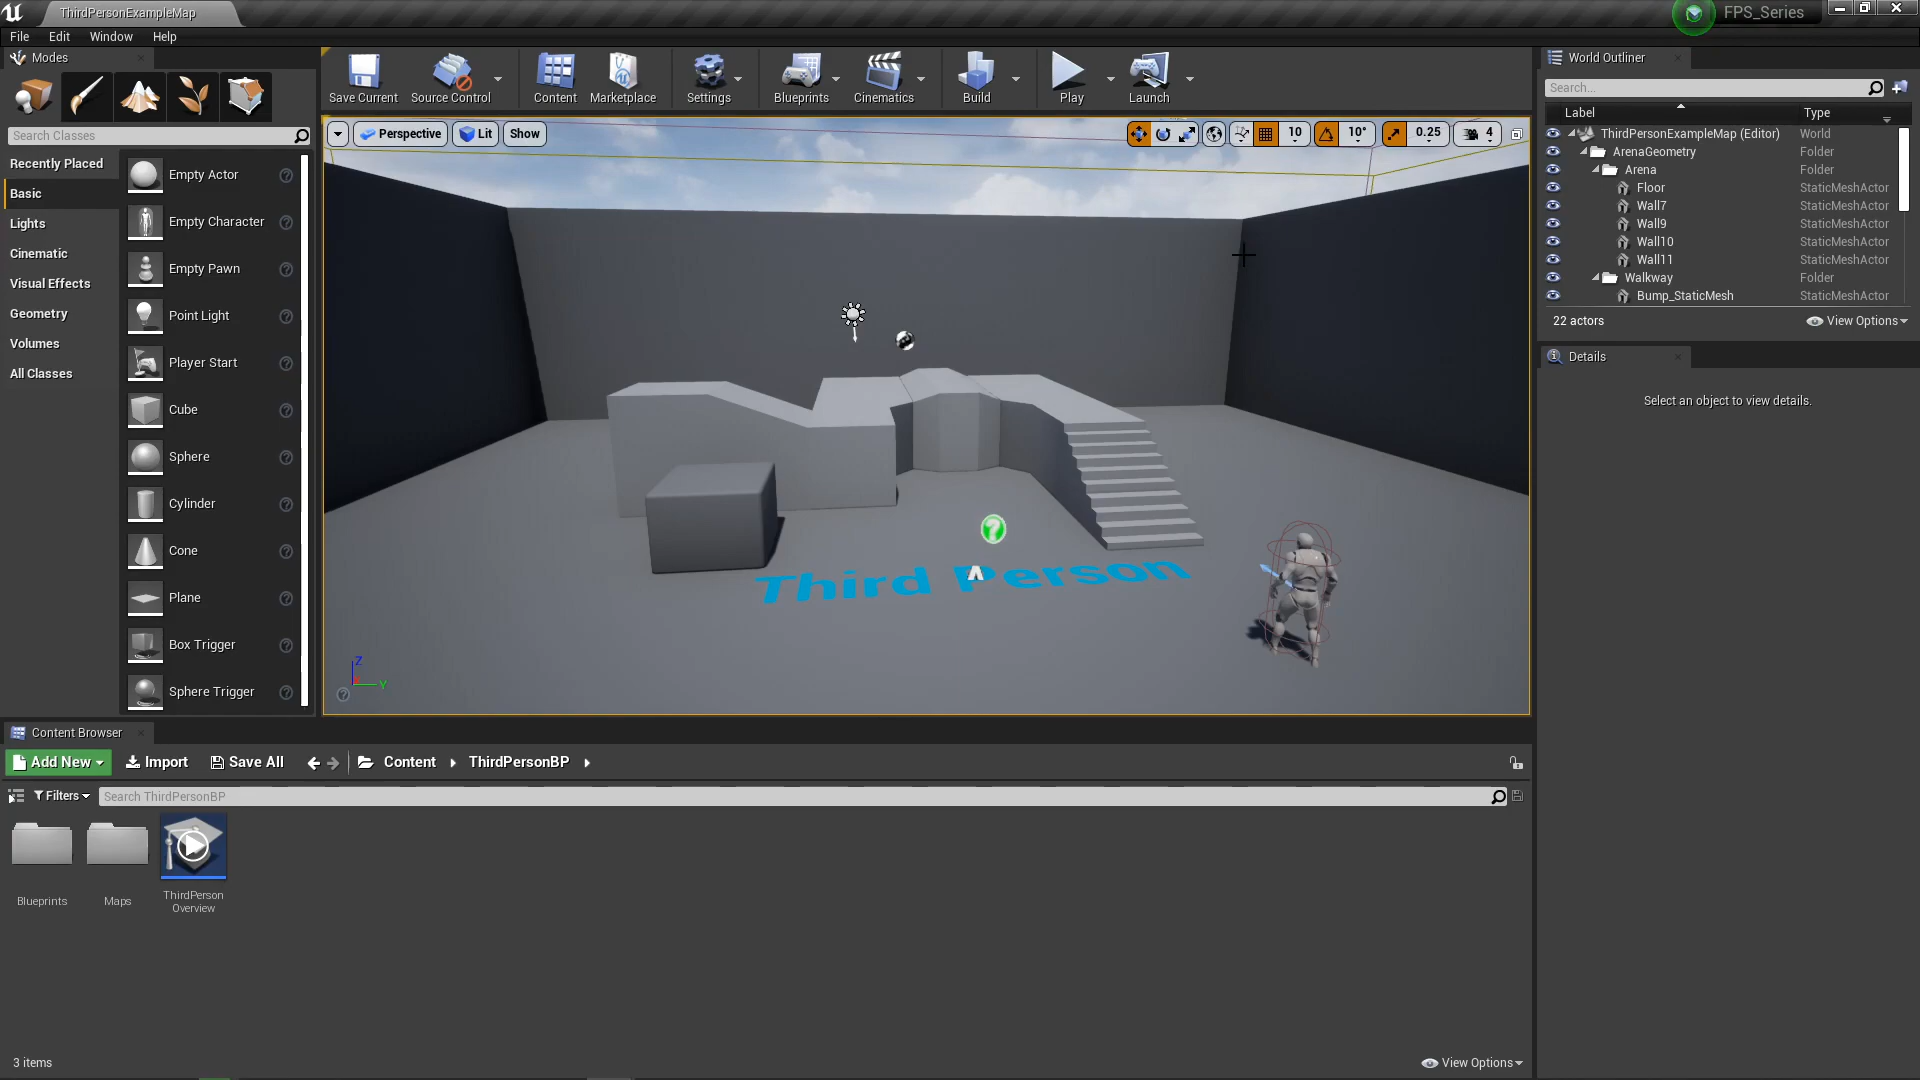 ThirdPersonExampleMap
FPS_Series
File Edit Window Help
Modes
Search Classes
Recently Placed
Basic
Lights
Cinematic
Visual Effects
Geometry
Volumes
All Classes
Empty Actor
Empty Character
Empty Pawn
Point Light
Player Start
Cube
Sphere
Cylinder
Cone
Plane
Box Trigger
Sphere Trigger
Save Current Source Control Content Marketplace Settings Blueprints Cinematics Build Play Launch
Perspective Lit Show 10 10° 0.25 4
Third Person
Z
Y
World Outliner
Search...
Label Type
ThirdPersonExampleMap (Editor) World
ArenaGeometry Folder
Arena Folder
Floor StaticMeshActor
Wall7 StaticMeshActor
Wall9 StaticMeshActor
Wall10 StaticMeshActor
Wall11 StaticMeshActor
Walkway Folder
Bump_StaticMesh StaticMeshActor
22 actors View Options
Details
Select an object to view details.
Content Browser
Add New Import Save All Content ThirdPersonBP
Filters Search ThirdPersonBP
Blueprints
Maps
ThirdPerson
Overview
3 items View Options